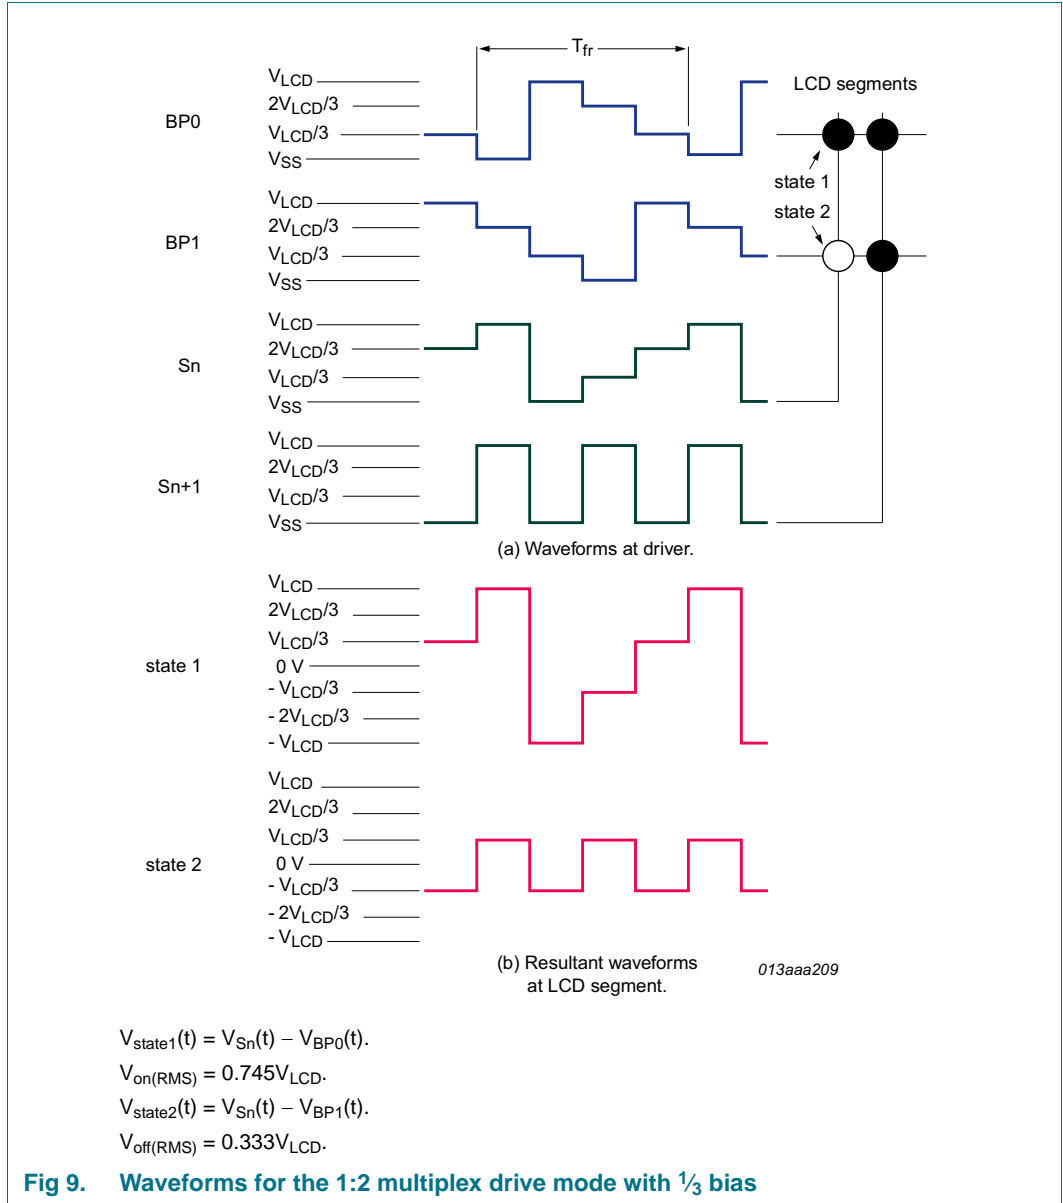 T_fr
V_LCD
2V_LCD/3
BP0
V_LCD/3
V_SS
LCD segments
state 1
state 2
V_LCD
2V_LCD/3
BP1
V_LCD/3
V_SS
V_LCD
2V_LCD/3
Sn
V_LCD/3
V_SS
V_LCD
2V_LCD/3
Sn+1
V_LCD/3
V_SS
(a) Waveforms at driver.
V_LCD
2V_LCD/3
V_LCD/3
state 1
0 V
- V_LCD/3
- 2V_LCD/3
- V_LCD
V_LCD
2V_LCD/3
V_LCD/3
state 2
0 V
- V_LCD/3
- 2V_LCD/3
- V_LCD
(b) Resultant waveforms
at LCD segment.
013aaa209
V_state1(t) = V_Sn(t) − V_BP0(t).
V_on(RMS) = 0.745V_LCD.
V_state2(t) = V_Sn(t) − V_BP1(t).
V_off(RMS) = 0.333V_LCD.
Fig 9. Waveforms for the 1:2 multiplex drive mode with 1⁄3 bias